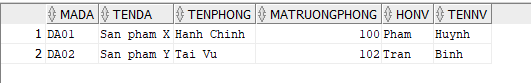 MADA TENDA TENPHONG MATRUONGPHONG HONV TENNV
1 DA01 San pham X Hanh Chinh 100 Pham Huynh
2 DA02 San pham Y Tai Vu 102 Tran Binh